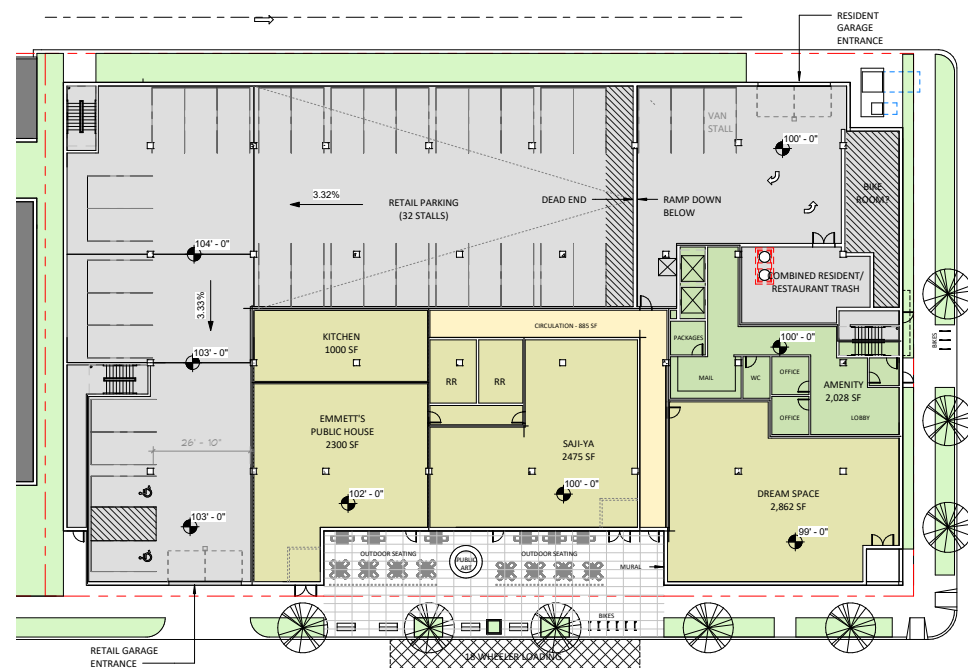 RESIDENT
GARAGE
ENTRANCE
VAN
STALL
100' - 0"
3.32%
RETAIL PARKING
(32 STALLS)
DEAD END
RAMP DOWN
BELOW
BIKE
ROOM?
104' - 0"
3.33%
COMBINED RESIDENT/
RESTAURANT TRASH
103' - 0"
KITCHEN
1000 SF
CIRCULATION - 885 SF
PACKAGES
100' - 0"
BIKES
RR
RR
MAIL
WC
OFFICE
AMENITY
2,028 SF
OFFICE
LOBBY
EMMETT'S
PUBLIC HOUSE
2300 SF
26' - 10"
SAJI-YA
2475 SF
102' - 0"
100' - 0"
DREAM SPACE
2,862 SF
103' - 0"
99' - 0"
OUTDOOR SEATING
PUBLIC
ART
OUTDOOR SEATING
MURAL
BIKES
RETAIL GARAGE
ENTRANCE
18 WHEELER LOADING